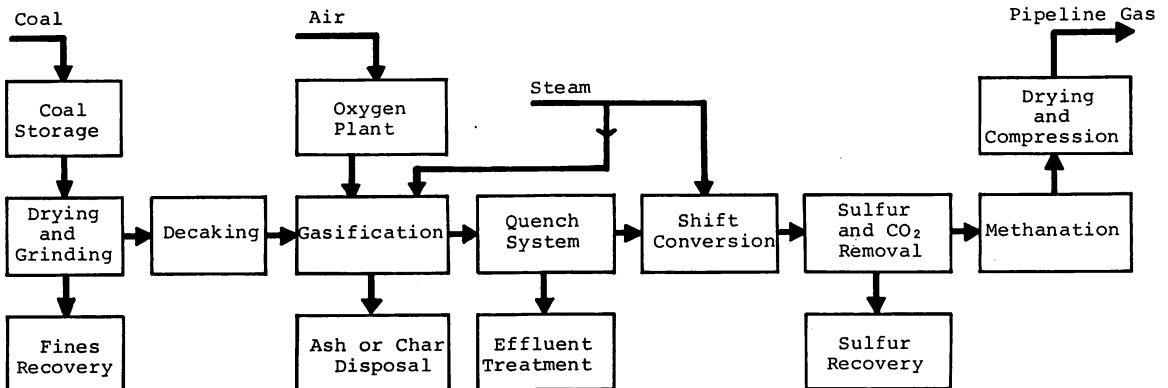 Coal
Air
Pipeline Gas
Steam
Coal
Storage
Oxygen
Plant
Drying
and
Compression
Drying
and
Grinding
Decaking
Gasification
Quench
System
Shift
Conversion
Sulfur
and CO₂
Removal
Methanation
Fines
Recovery
Ash or Char
Disposal
Effluent
Treatment
Sulfur
Recovery